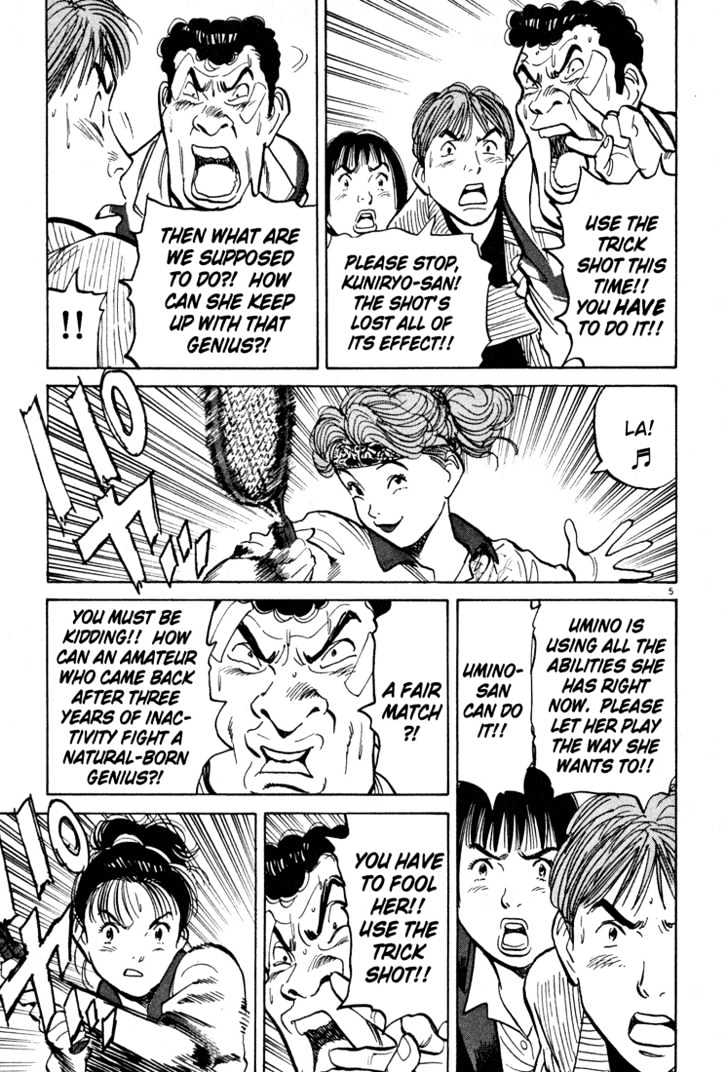 USE THE
TRICK
SHOT THIS
TIME!!
YOU HAVE
TO DO IT!!
PLEASE STOP,
KUNIRYO-SAN!
THE SHOT'S
LOST ALL OF
ITS EFFECT!!
THEN WHAT ARE
WE SUPPOSED
TO DO?! HOW
CAN SHE KEEP
UP WITH THAT
GENIUS?!
!!
LA!
♬
5
UMINO IS
USING ALL THE
ABILITIES SHE
HAS RIGHT
NOW. PLEASE
LET HER PLAY
THE WAY SHE
WANTS TO!!
UMINO-
SAN
CAN DO
IT!!
A FAIR
MATCH
?!
YOU MUST BE
KIDDING!! HOW
CAN AN AMATEUR
WHO CAME BACK
AFTER THREE
YEARS OF INAC-
TIVITY FIGHT A
NATURAL-BORN
GENIUS?!
YOU HAVE
TO FOOL
HER!!
USE THE
TRICK
SHOT!!